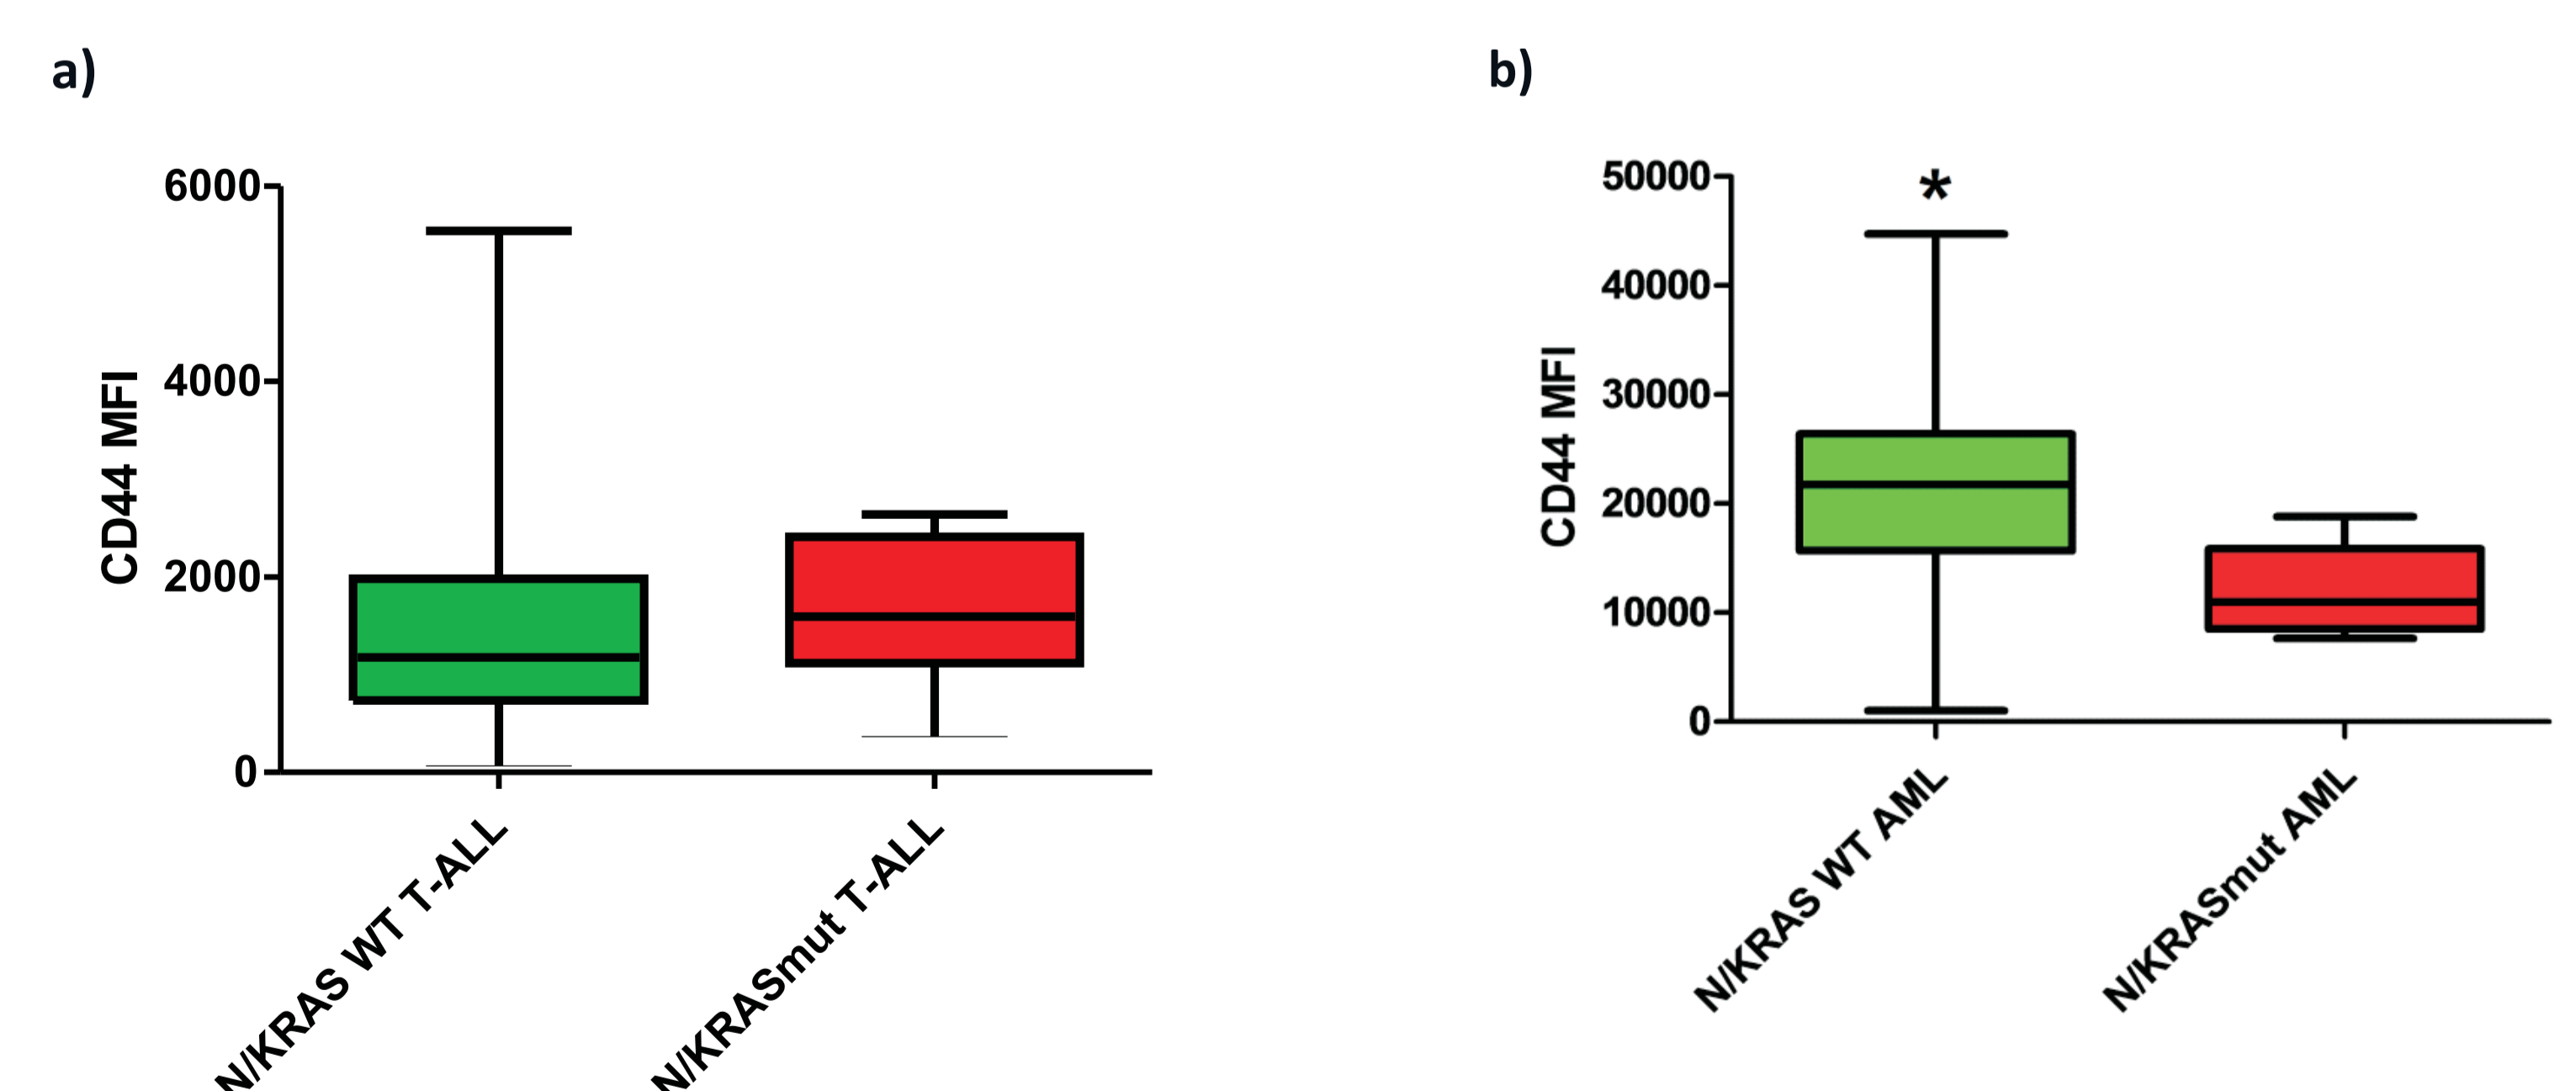 a)
6000
4000
2000
0
CD44 MFI
N/KRAS WT T-ALL
N/KRASmut T-ALL
b)
50000
40000
30000
20000
10000
0
CD44 MFI
*
N/KRAS WT AML
N/KRASmut AML